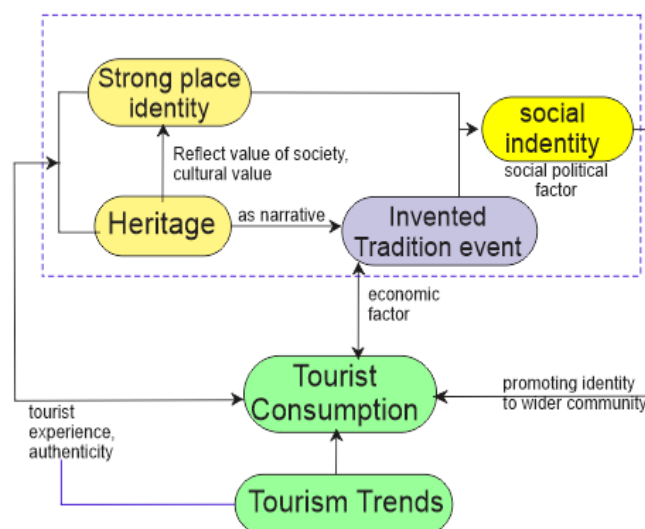 Strong place
identity
social
indentity
Reflect value of society,
cultural value
social political
factor
Heritage
as narrative
Invented
Tradition event
economic
factor
Tourist
Consumption
promoting identity
to wider community
tourist
experience,
authenticity
Tourism Trends